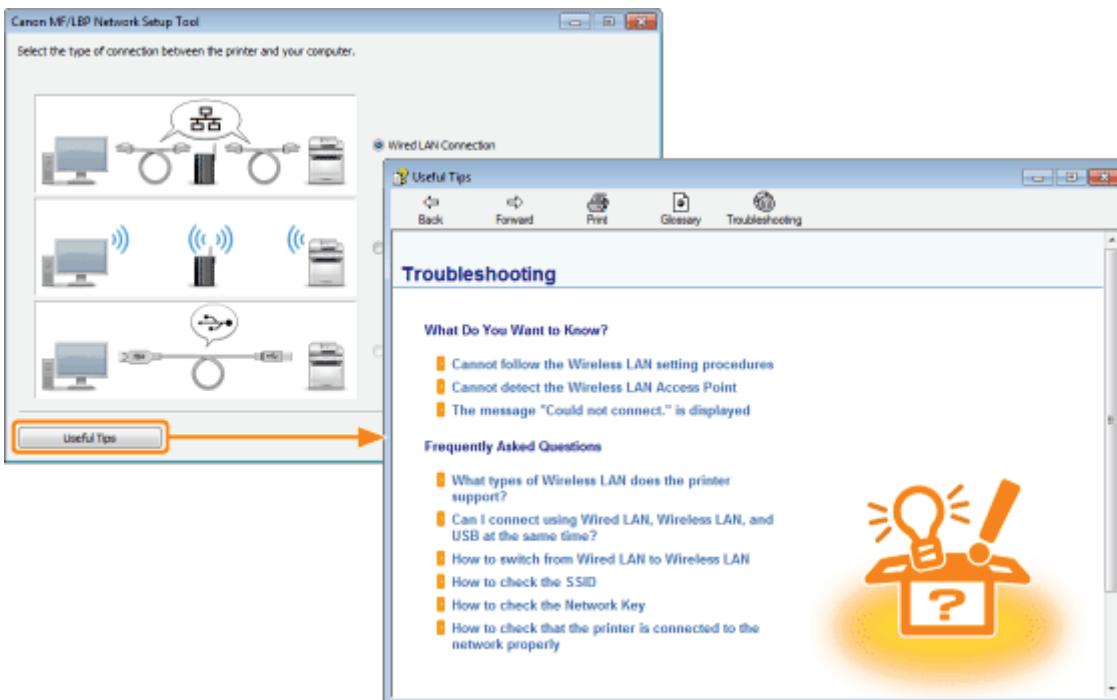 Canon MF/LBP Network Setup Tool
Select the type of connection between the printer and your computer.
Wired LAN Connection
Useful Tips
Useful Tips
Back
Forward
Print
Glossary
Troubleshooting
Troubleshooting
What Do You Want to Know?
Cannot follow the Wireless LAN setting procedures
Cannot detect the Wireless LAN Access Point
The message "Could not connect." is displayed
Frequently Asked Questions
What types of Wireless LAN does the printer
support?
Can I connect using Wired LAN, Wireless LAN, and
USB at the same time?
How to switch from Wired LAN to Wireless LAN
How to check the SSID
How to check the Network Key
How to check that the printer is connected to the
network properly
?